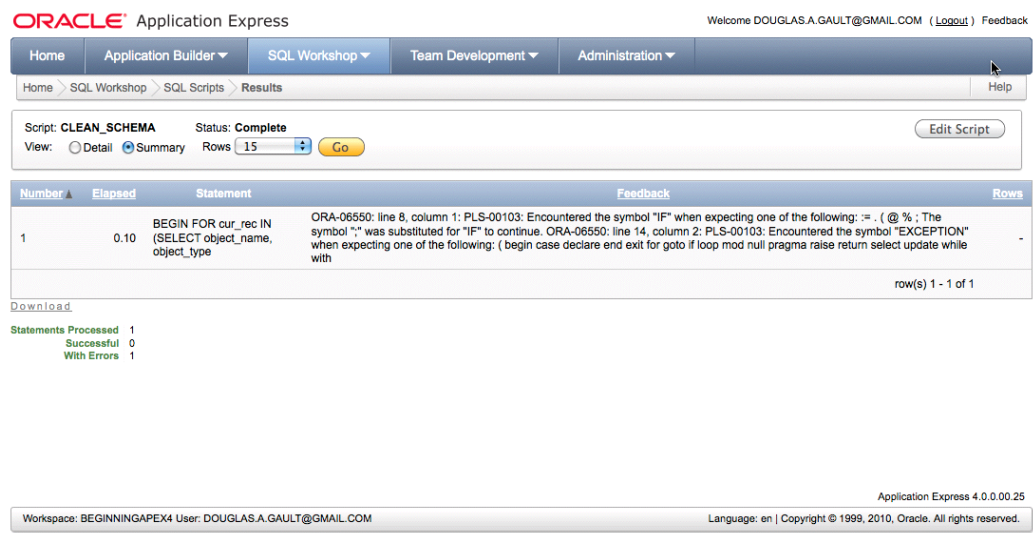 ORACLE Application Express
Welcome DOUGLAS.A.GAULT@GMAIL.COM ( Logout ) Feedback
Home Application Builder SQL Workshop Team Development Administration
Home SQL Workshop SQL Scripts Results
Help
Script: CLEAN_SCHEMA Status: Complete
Edit Script
View: Detail Summary Rows 15 Go
Number Elapsed Statement Feedback Rows
1 0.10
BEGIN FOR cur_rec IN
(SELECT object_name,
object_type
ORA-06550: line 8, column 1: PLS-00103: Encountered the symbol "IF" when expecting one of the following: := . ( @ % ; The
symbol ";" was substituted for "IF" to continue. ORA-06550: line 14, column 2: PLS-00103: Encountered the symbol "EXCEPTION"
when expecting one of the following: ( begin case declare end exit for goto if loop mod null pragma raise return select update while
with
-
row(s) 1 - 1 of 1
Download
Statements Processed 1
Successful 0
With Errors 1
Application Express 4.0.0.00.25
Workspace: BEGINNINGAPEX4 User: DOUGLAS.A.GAULT@GMAIL.COM
Language: en | Copyright © 1999, 2010, Oracle. All rights reserved.